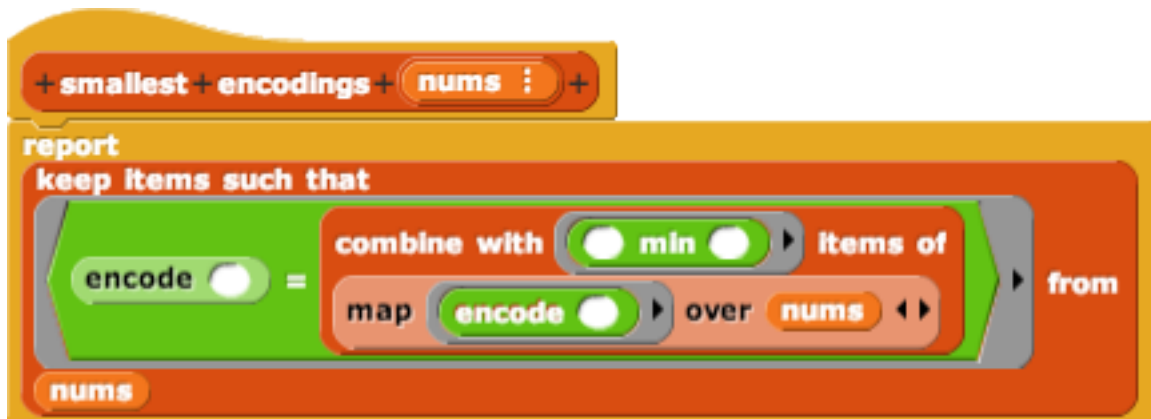 + smallest + encodings + nums ⋮ +
report
keep items such that
combine with min items of
encode = from
map encode over nums
nums